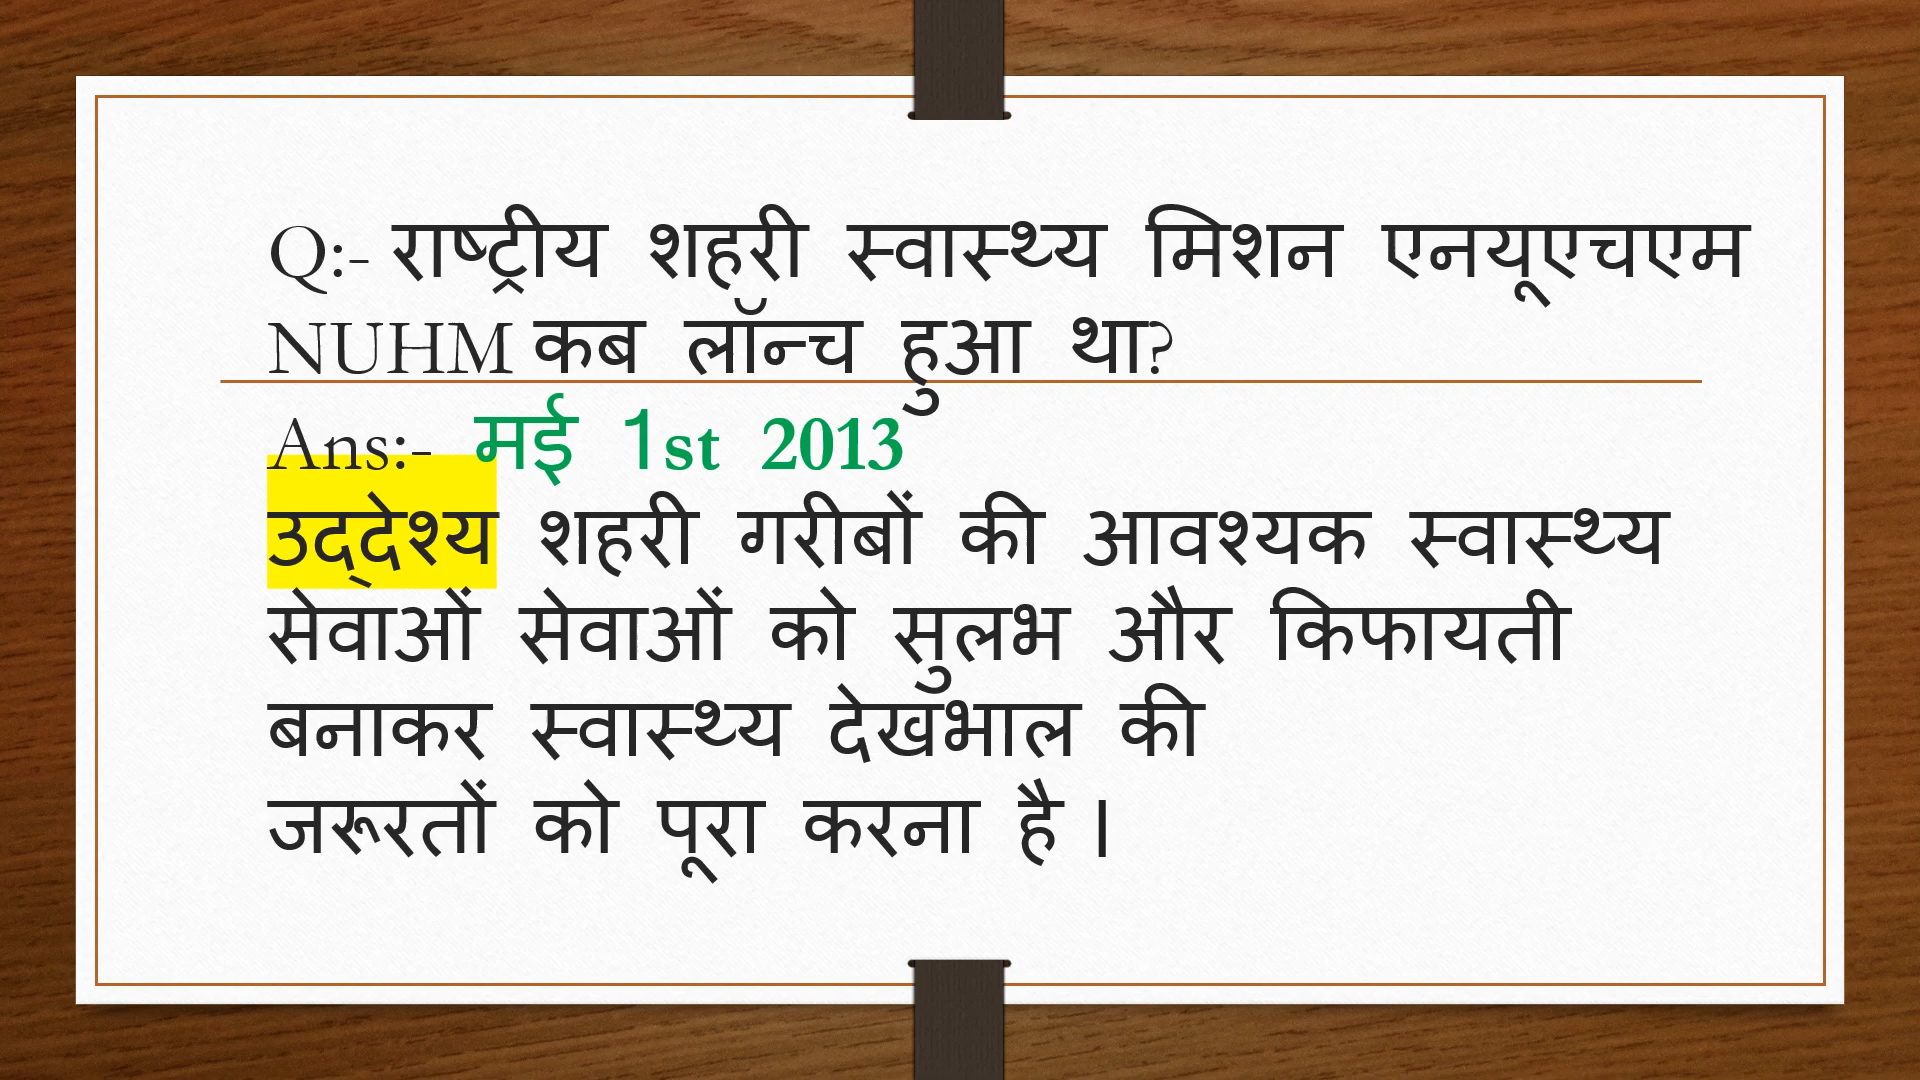 Q:- राष्ट्रीय शहरी स्वास्थ्य मिशन एनयूएचएम
NUHM कब लॉन्च हुआ था?
Ans:- मई 1st 2013
उद्देश्य शहरी गरीबों की आवश्यक स्वास्थ्य
सेवाओं सेवाओं को सुलभ और किफायती
बनाकर स्वास्थ्य देखभाल की
जरूरतों को पूरा करना है ।